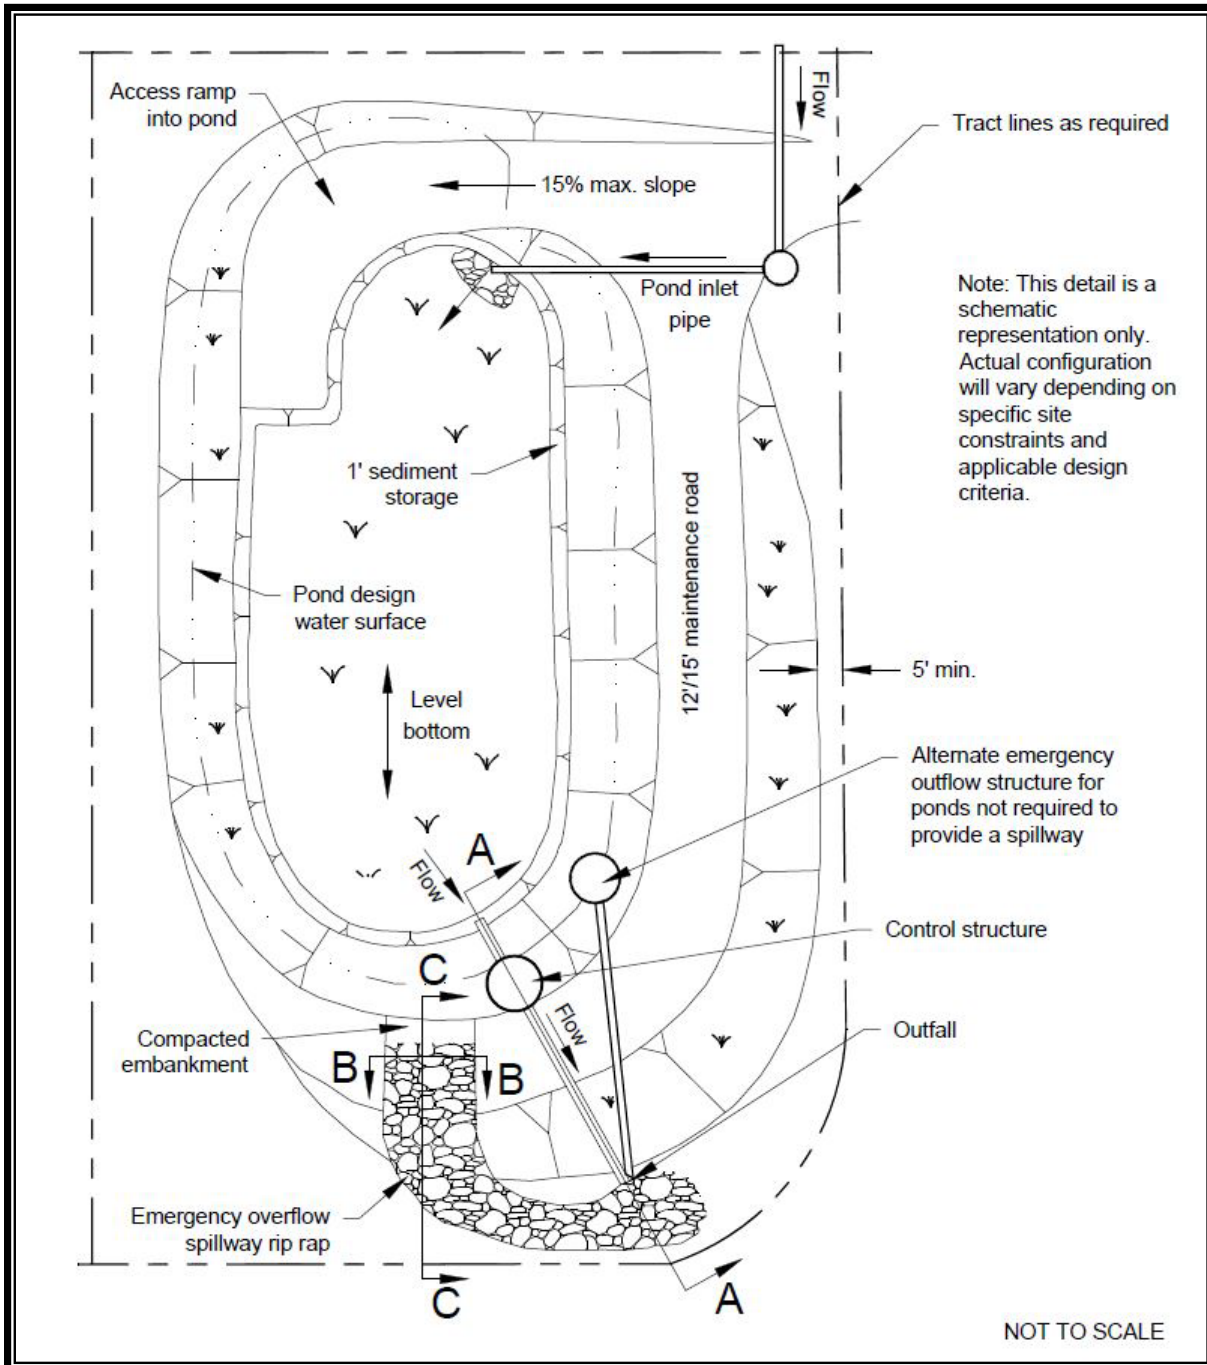 Access ramp
into pond
Flow
Tract lines as required
15% max. slope
Pond inlet
pipe
Note: This detail is a
schematic
representation only.
Actual configuration
will vary depending on
specific site
constraints and
applicable design
criteria.
1' sediment
storage
12'/15' maintenance road
Pond design
water surface
5' min.
Level
bottom
Alternate emergency
outflow structure for
ponds not required to
provide a spillway
A
Flow
Control structure
C
Flow
Outfall
Compacted
embankment
B
B
Emergency overflow
spillway rip rap
C
A
NOT TO SCALE